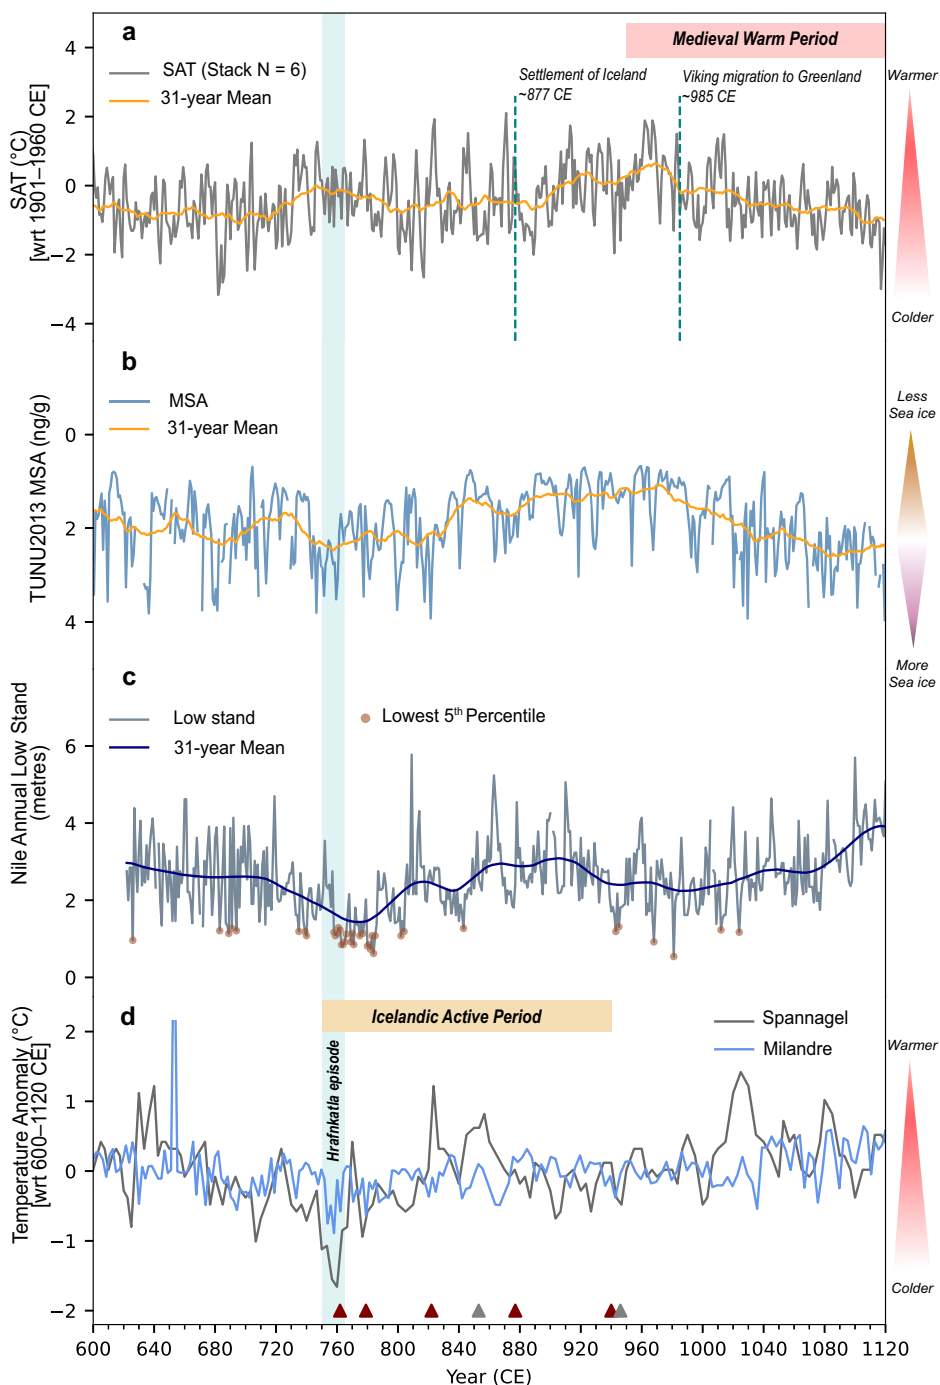 a
Medieval Warm Period
SAT (Stack N = 6)
31-year Mean
Settlement of Iceland
~877 CE
Viking migration to Greenland
~985 CE
Warmer
Colder
4
2
0
−2
−4
SAT (°C)
[wrt 1901–1960 CE]
b
MSA
31-year Mean
Less
Sea ice
More
Sea ice
0
2
4
TUNU2013 MSA (ng/g)
c
Low stand
31-year Mean
Lowest 5th Percentile
6
4
2
0
Nile Annual Low Stand
(metres)
d
Icelandic Active Period
Hrafnkatla episode
Spannagel
Milandre
Warmer
Colder
2
1
0
−1
−2
Temperature Anomaly (°C)
[wrt 600–1120 CE]
600 640 680 720 760 800 840 880 920 960 1000 1040 1080 1120
Year (CE)